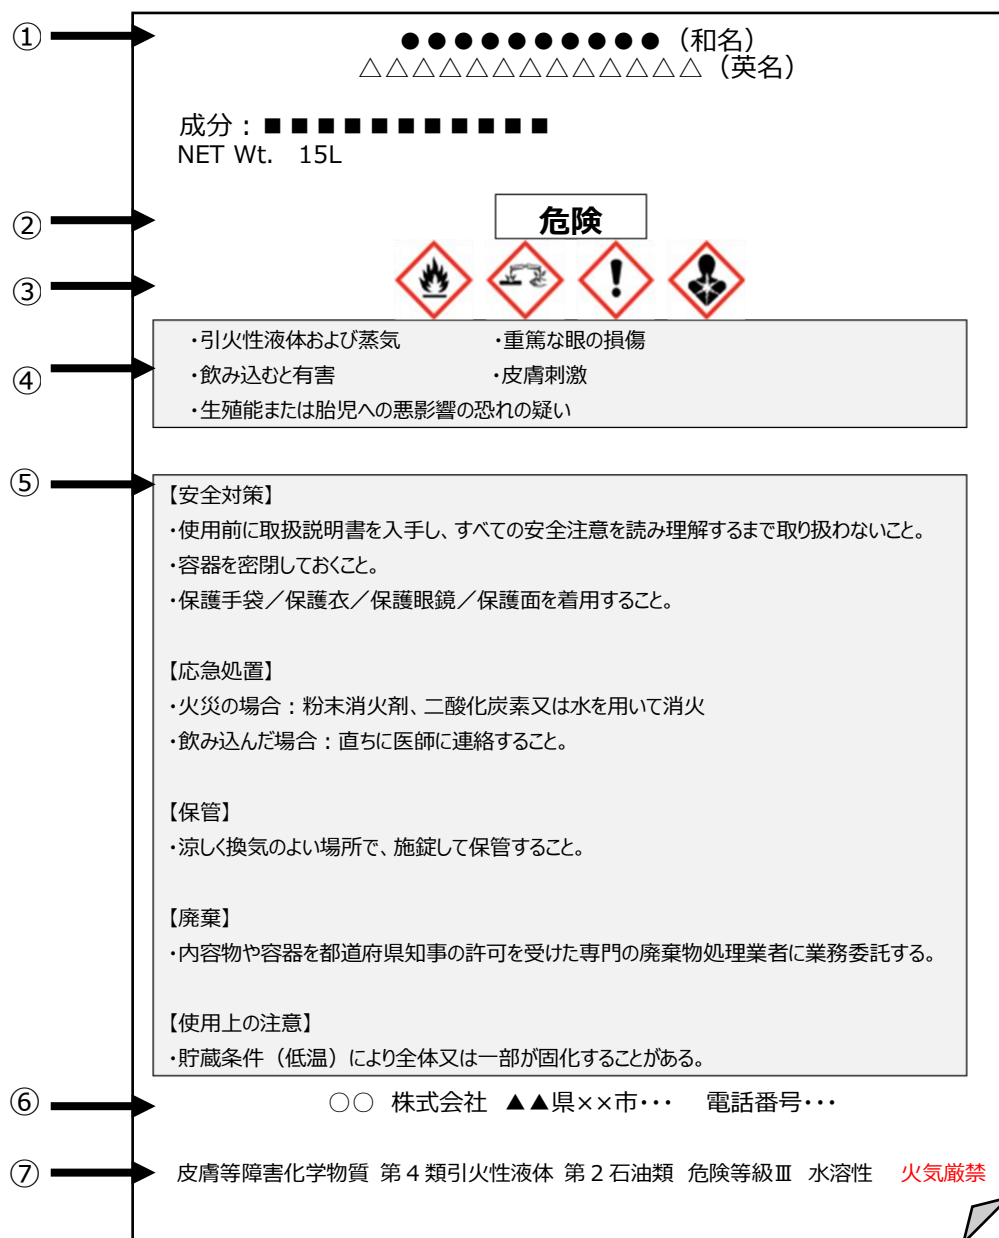 ①
●●●●●●●●●●（和名）
△△△△△△△△△△△△△（英名）
成分：■■■■■■■■■■■
NET Wt. 15L
②
危険
③
④
・引火性液体および蒸気 ・重篤な眼の損傷
・飲み込むと有害 ・皮膚刺激
・生殖能または胎児への悪影響の恐れの疑い
⑤
【安全対策】
・使用前に取扱説明書を入手し、すべての安全注意を読み理解するまで取り扱わないこと。
・容器を密閉しておくこと。
・保護手袋／保護衣／保護眼鏡／保護面を着用すること。
【応急処置】
・火災の場合：粉末消火剤、二酸化炭素又は水を用いて消火
・飲み込んだ場合：直ちに医師に連絡すること。
【保管】
・涼しく換気のよい場所で、施錠して保管すること。
【廃棄】
・内容物や容器を都道府県知事の許可を受けた専門の廃棄物処理業者に業務委託する。
【使用上の注意】
・貯蔵条件（低温）により全体又は一部が固化することがある。
⑥
○○ 株式会社 ▲▲県××市・・・ 電話番号・・・
⑦
皮膚等障害化学物質 第４類引火性液体 第２石油類 危険等級Ⅲ 水溶性 火気厳禁